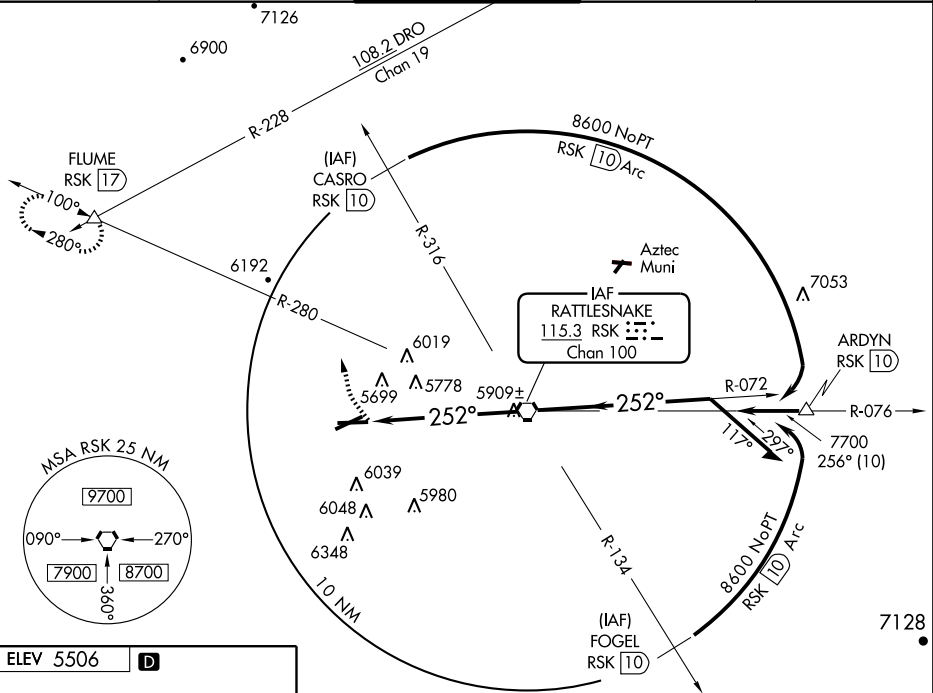 7126
6900
108.2 DRO
Chan 19
R-228
FLUME
RSK 17
100°
280°
(IAF)
CASRO
RSK 10
8600 NoPT
RSK 10 Arc
R-316
Aztec
Muni
6192
R-280
IAF
RATTLESNAKE
115.3 RSK
Chan 100
7053
ARDYN
RSK 10
6019
5699
5778
5909±
252°
252°
R-072
R-076
117°
297°
7700
256° (10)
MSA RSK 25 NM
9700
090°
270°
7900
8700
360°
6039
6048
5980
6348
R-134
8600 NoPT
RSK 10 Arc
10 NM
(IAF)
FOGEL
RSK 10
7128
ELEV 5506 D